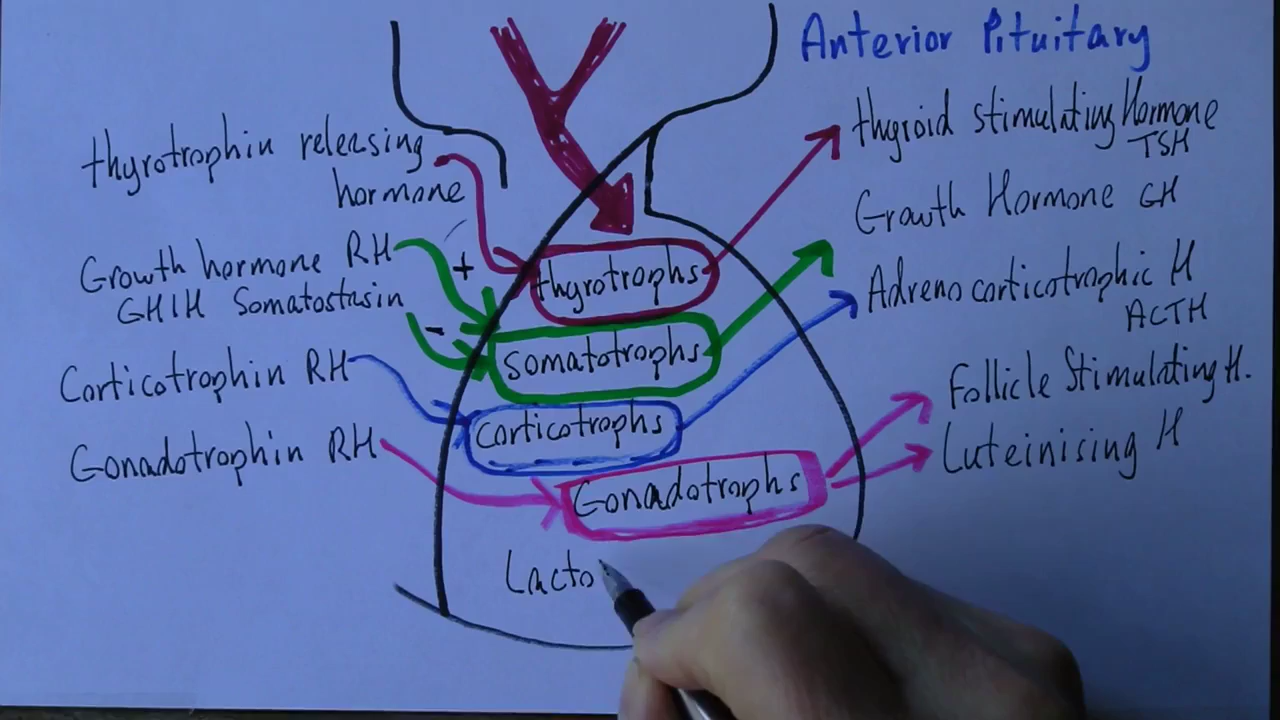 Anterior Pituitary
thyrotrophin releasing
hormone
Growth hormone RH
GHIH Somatostasin
Corticotrophin RH
Gonadotrophin RH
+
-
thyrotrophs
somatotrophs
corticotrophs
Gonadotrophs
Lacto
thyroid stimulating Hormone
TSH
Growth Hormone GH
Adreno corticotrophic H
ACTH
Follicle Stimulating H.
Luteinising H